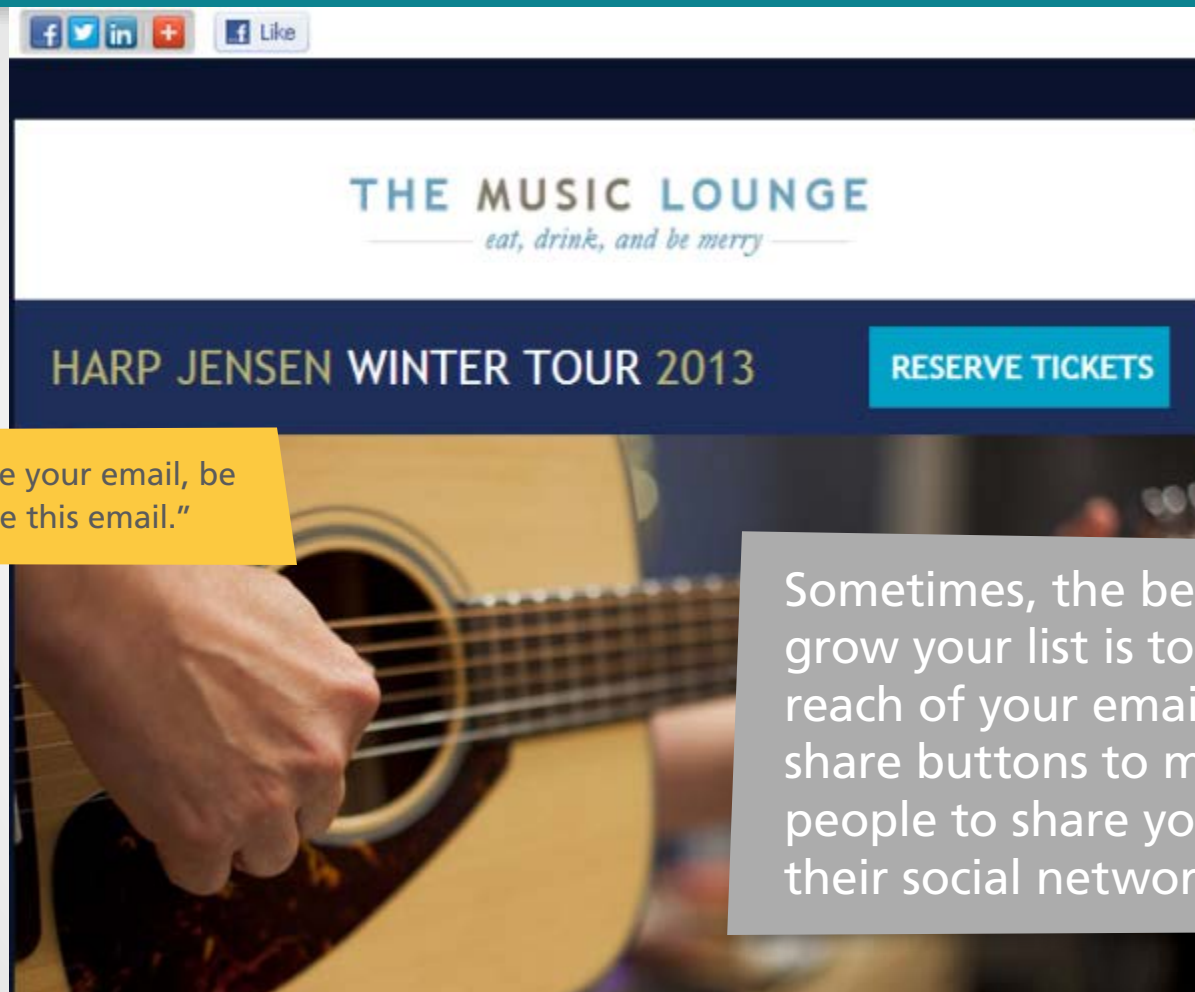 f in + f Like
THE MUSIC LOUNGE
eat, drink, and be merry
HARP JENSEN WINTER TOUR 2013
RESERVE TICKETS
e your email, be
e this email.”
Sometimes, the be
grow your list is to
reach of your emai
share buttons to m
people to share yo
their social networ